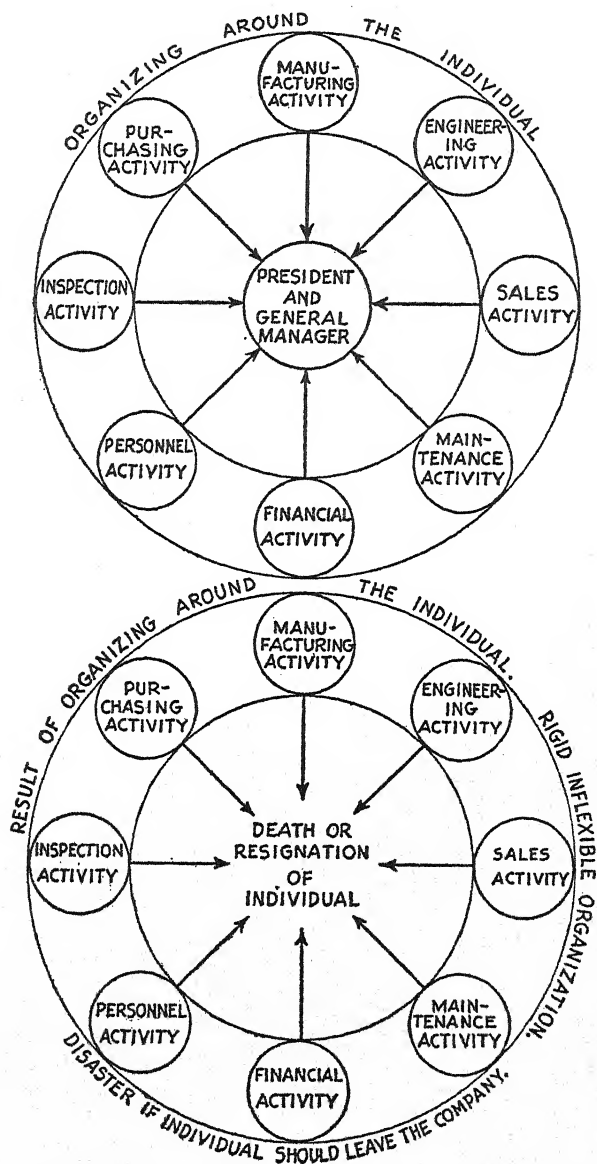 ORGANIZING AROUND THE INDIVIDUAL
MANU-
FACTURING
ACTIVITY
PUR-
CHASING
ACTIVITY
ENGINEER-
ING
ACTIVITY
INSPECTION
ACTIVITY
PRESIDENT
AND
GENERAL
MANAGER
SALES
ACTIVITY
PERSONNEL
ACTIVITY
MAIN-
TENANCE
ACTIVITY
FINANCIAL
ACTIVITY
RESULT OF ORGANIZING AROUND THE INDIVIDUAL.
RIGID INFLEXIBLE ORGANIZATION.
MANU-
FACTURING
ACTIVITY
PUR-
CHASING
ACTIVITY
ENGINEER-
ING
ACTIVITY
INSPECTION
ACTIVITY
DEATH OR
RESIGNATION
OF
INDIVIDUAL
SALES
ACTIVITY
PERSONNEL
ACTIVITY
MAIN-
TENANCE
ACTIVITY
FINANCIAL
ACTIVITY
DISASTER IF INDIVIDUAL SHOULD LEAVE THE COMPANY.